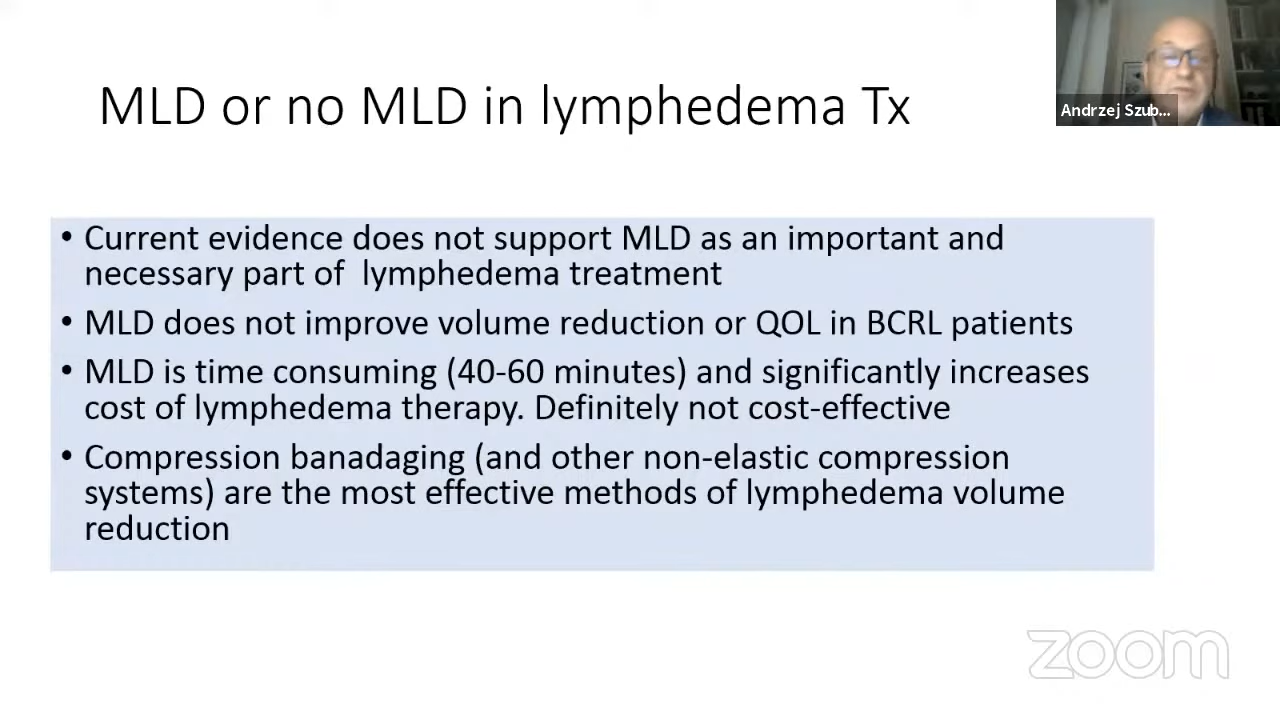 MLD or no MLD in lymphedema Tx
Andrzej Szub...
• Current evidence does not support MLD as an important and
necessary part of lymphedema treatment
• MLD does not improve volume reduction or QOL in BCRL patients
• MLD is time consuming (40-60 minutes) and significantly increases
cost of lymphedema therapy. Definitely not cost-effective
• Compression banadaging (and other non-elastic compression
systems) are the most effective methods of lymphedema volume
reduction
zoom